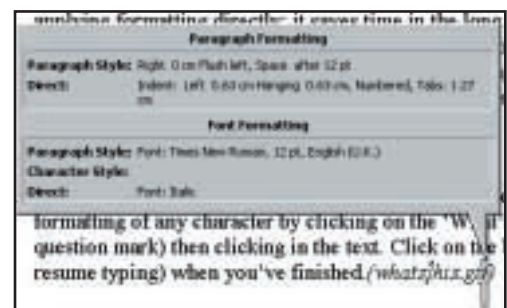 applying formatting directly: it saves time in the long
Paragraph Formatting
Paragraph Style: Right 0 cm Flush left, Space after 12 pt
Direct: Indent: Left 0.63 cm Hanging 0.63 cm, Numbered, Tabs: 1.27
cm
Font Formatting
Paragraph Style: Font: Times New Roman, 12 pt, English (U.K.)
Character Style:
Direct: Font: Italic
formatting of any character by clicking on the 'W
question mark) then clicking in the text. Click on the
resume typing) when you've finished.